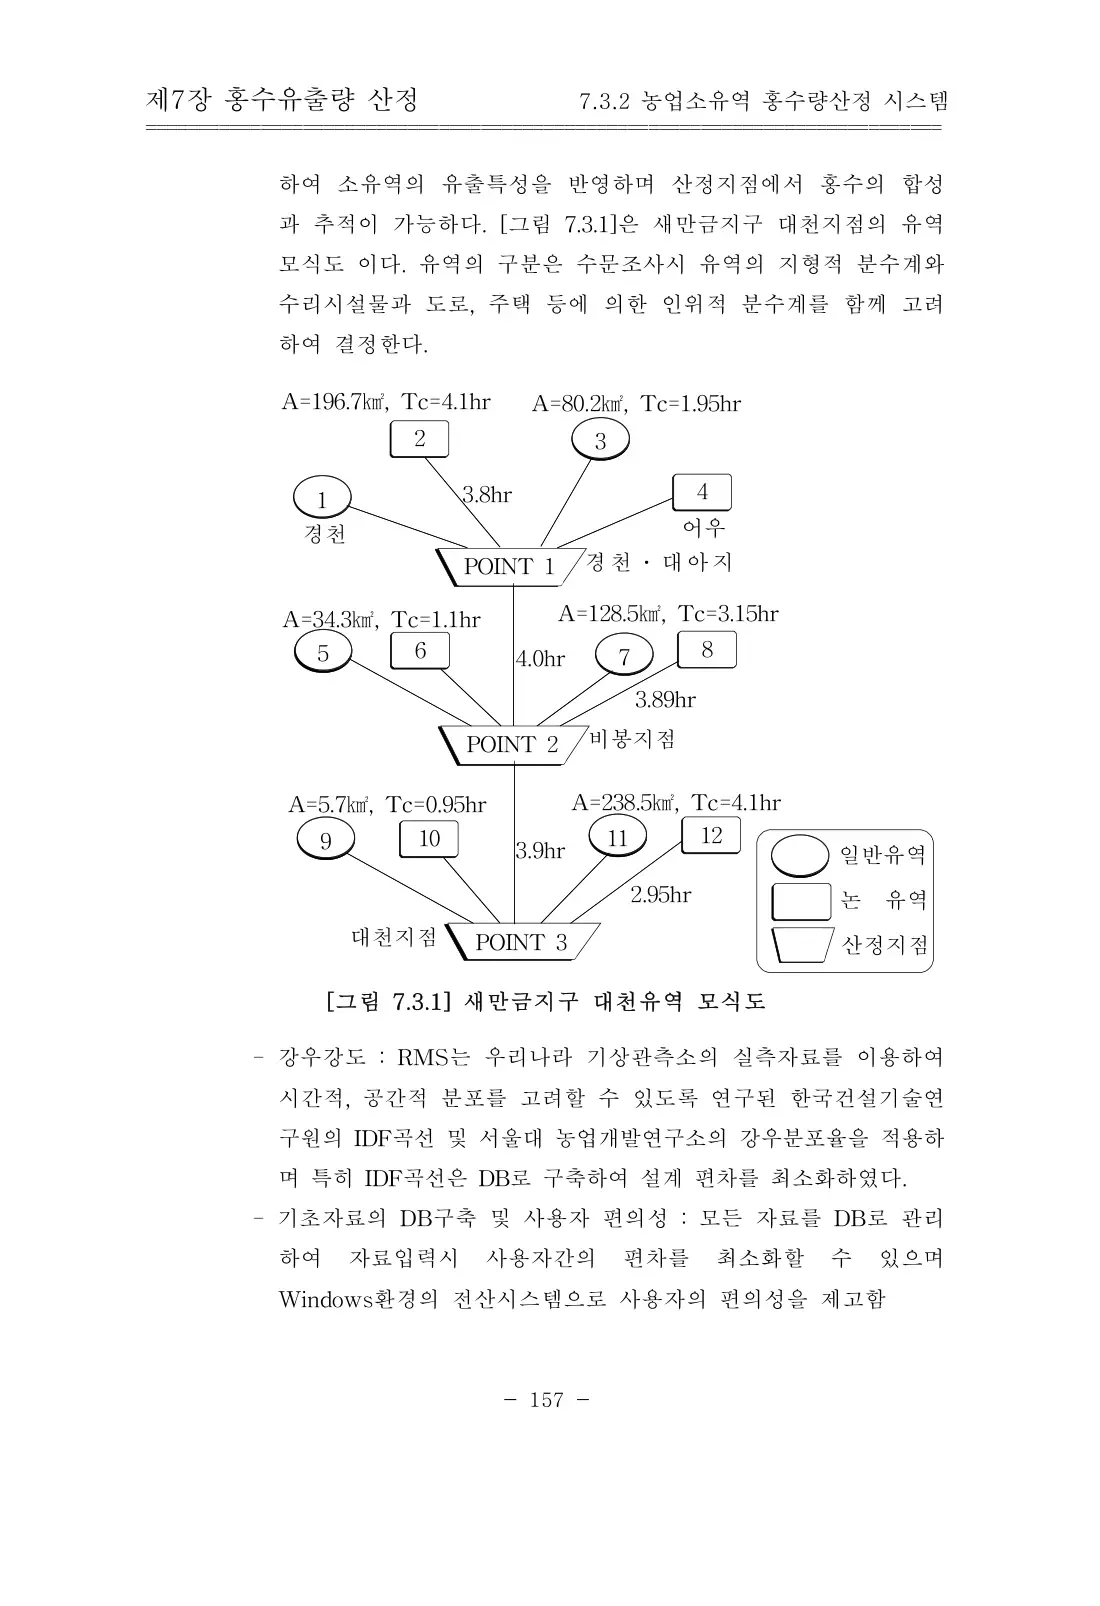 제7장 홍수유출량 산정 7.3.2 농업소유역 홍수량산정 시스템
하여 소유역의 유출특성을 반영하며 산정지점에서 홍수의 합성
과 추적이 가능하다. [그림 7.3.1]은 새만금지구 대천지점의 유역
모식도 이다. 유역의 구분은 수문조사시 유역의 지형적 분수계와
수리시설물과 도로, 주택 등에 의한 인위적 분수계를 함께 고려
하여 결정한다.
A=196.7㎢, Tc=4.1hr A=80.2㎢, Tc=1.95hr
2 3
1 3.8hr 4
경천 어우
POINT 1 경천·대아지
A=34.3㎢, Tc=1.1hr A=128.5㎢, Tc=3.15hr
5 6 4.0hr 7 8
3.89hr
POINT 2 비봉지점
A=5.7㎢, Tc=0.95hr A=238.5㎢, Tc=4.1hr
9 10 3.9hr 11 12
2.95hr
대천지점 POINT 3
일반유역
논 유역
산정지점
[그림 7.3.1] 새만금지구 대천유역 모식도
- 강우강도 : RMS는 우리나라 기상관측소의 실측자료를 이용하여
시간적, 공간적 분포를 고려할 수 있도록 연구된 한국건설기술연
구원의 IDF곡선 및 서울대 농업개발연구소의 강우분포율을 적용하
며 특히 IDF곡선은 DB로 구축하여 설계 편차를 최소화하였다.
- 기초자료의 DB구축 및 사용자 편의성 : 모든 자료를 DB로 관리
하여 자료입력시 사용자간의 편차를 최소화할 수 있으며
Windows환경의 전산시스템으로 사용자의 편의성을 제고함
- 157 -